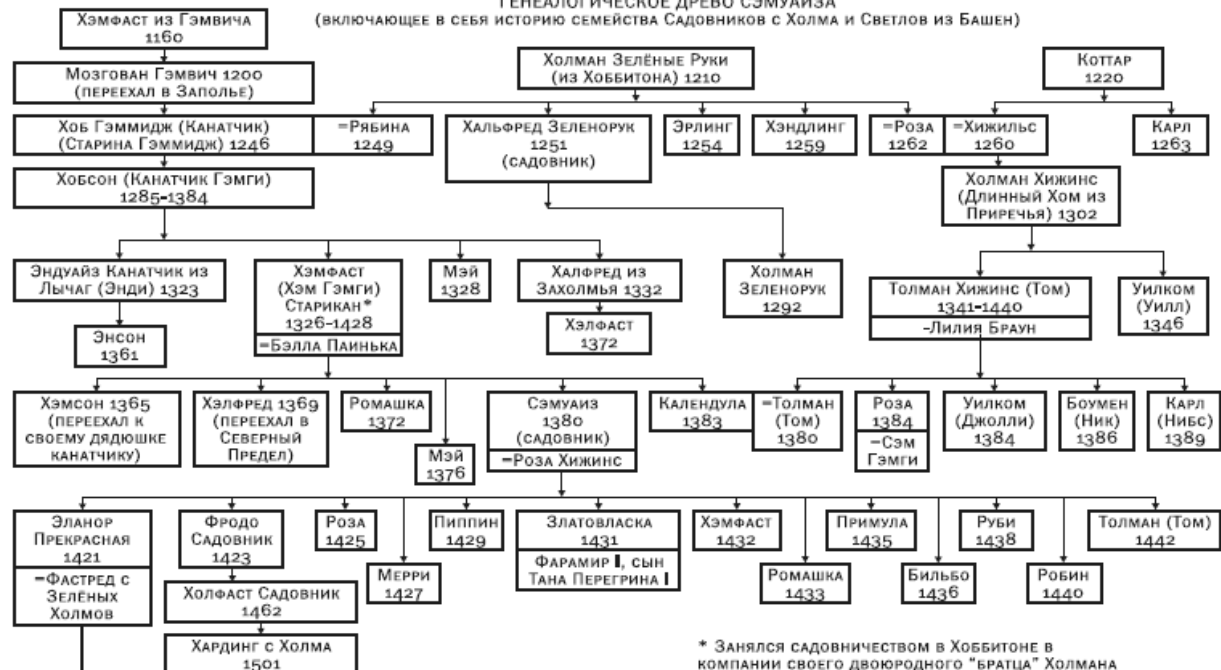 ГЕНЕАЛОГИЧЕСКОЕ ДРЕВО СЭМУАЙЗА
(ВКЛЮЧАЮЩЕЕ В СЕБЯ ИСТОРИЮ СЕМЕЙСТВА САДОВНИКОВ С ХОЛМА И СВЕТЛОВ ИЗ БАШЕН)
ХЭМФАСТ ИЗ ГЭМВИЧА
1160
МОЗГОВАН ГЭМВИЧ 1200
(ПЕРЕЕХАЛ В ЗАПОЛЬЕ)
ХОЛМАН ЗЕЛЁНЫЕ РУКИ
(ИЗ ХОББИТОНА) 1210
КОТТАР
1220
ХОБ ГЭММИДЖ (КАНАТЧИК)
(СТАРИНА ГЭММИДЖ) 1246
=РЯБИНА
1249
ХАЛЬФРЕД ЗЕЛЕНОРУК
1251
(САДОВНИК)
ЭРЛИНГ
1254
ХЭНДЛИНГ
1259
=РОЗА
1262
=ХИЖИЛЬС
1260
КАРЛ
1263
ХОБСОН (КАНАТЧИК ГЭМГИ)
1285-1384
ХОЛМАН ХИЖИНС
(ДЛИННЫЙ ХОМ ИЗ
ПРИРЕЧЬЯ) 1302
ЭНДУАЙЗ КАНАТЧИК ИЗ
ЛЫЧАГ (ЭНДИ) 1323
ХЭМФАСТ
(ХЭМ ГЭМГИ)
СТАРИКАН*
1326-1428
=БЭЛЛА ПАИНЬКА
МЭЙ
1328
ХАЛФРЕД ИЗ
ЗАХОЛМЬЯ 1332
ХОЛМАН
ЗЕЛЕНОРУК
1292
ТОЛМАН ХИЖИНС (ТОМ)
1341-1440
-ЛИЛИЯ БРАУН
УИЛКОМ
(УИЛЛ)
1346
ЭНСОН
1361
ХЭЛФАСТ
1372
ХЭМСОН 1365
(ПЕРЕЕХАЛ К
СВОЕМУ ДЯДЮШКЕ
КАНАТЧИКУ)
ХЭЛФРЕД 1369
(ПЕРЕЕХАЛ В
СЕВЕРНЫЙ
ПРЕДЕЛ)
РОМАШКА
1372
МЭЙ
1376
СЭМУАИЗ
1380
(САДОВНИК)
=РОЗА ХИЖИНС
КАЛЕНДУЛА
1383
=ТОЛМАН
(ТОМ)
1380
РОЗА
1384
=СЭМ
ГЭМГИ
УИЛКОМ
(ДЖОЛЛИ)
1384
БОУМЕН
(НИК)
1386
КАРЛ
(НИБС)
1389
ЭЛАНОР
ПРЕКРАСНАЯ
1421
=ФАСТРЕД С
ЗЕЛЁНЫХ
ХОЛМОВ
ФРОДО
САДОВНИК
1423
РОЗА
1425
МЕРРИ
1427
ПИППИН
1429
ЗЛАТОВЛАСКА
1431
ФАРАМИР I, СЫН
ТАНА ПЕРЕГРИНА I
ХЭМФАСТ
1432
РОМАШКА
1433
ПРИМУЛА
1435
БИЛЬБО
1436
РУБИ
1438
РОБИН
1440
ТОЛМАН (ТОМ)
1442
ХОЛФАСТ САДОВНИК
1462
ХАРДИНГ С ХОЛМА
1501
* ЗАНЯЛСЯ САДОВНИЧЕСТВОМ В ХОББИТОНЕ В
КОМПАНИИ СВОЕГО ДВОЮРОДНОГО "БРАТЦА" ХОЛМАНА